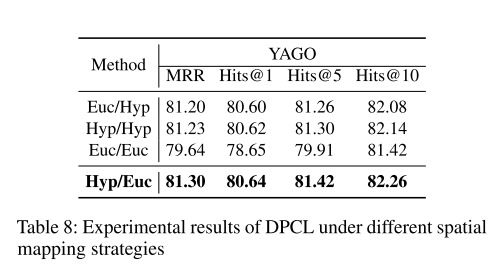 Method YAGO
MRR Hits@1 Hits@5 Hits@10
Euc/Hyp 81.20 80.60 81.26 82.08
Hyp/Hyp 81.23 80.62 81.30 82.14
Euc/Euc 79.64 78.65 79.91 81.42
Hyp/Euc 81.30 80.64 81.42 82.26
Table 8: Experimental results of DPCL under different spatial
mapping strategies